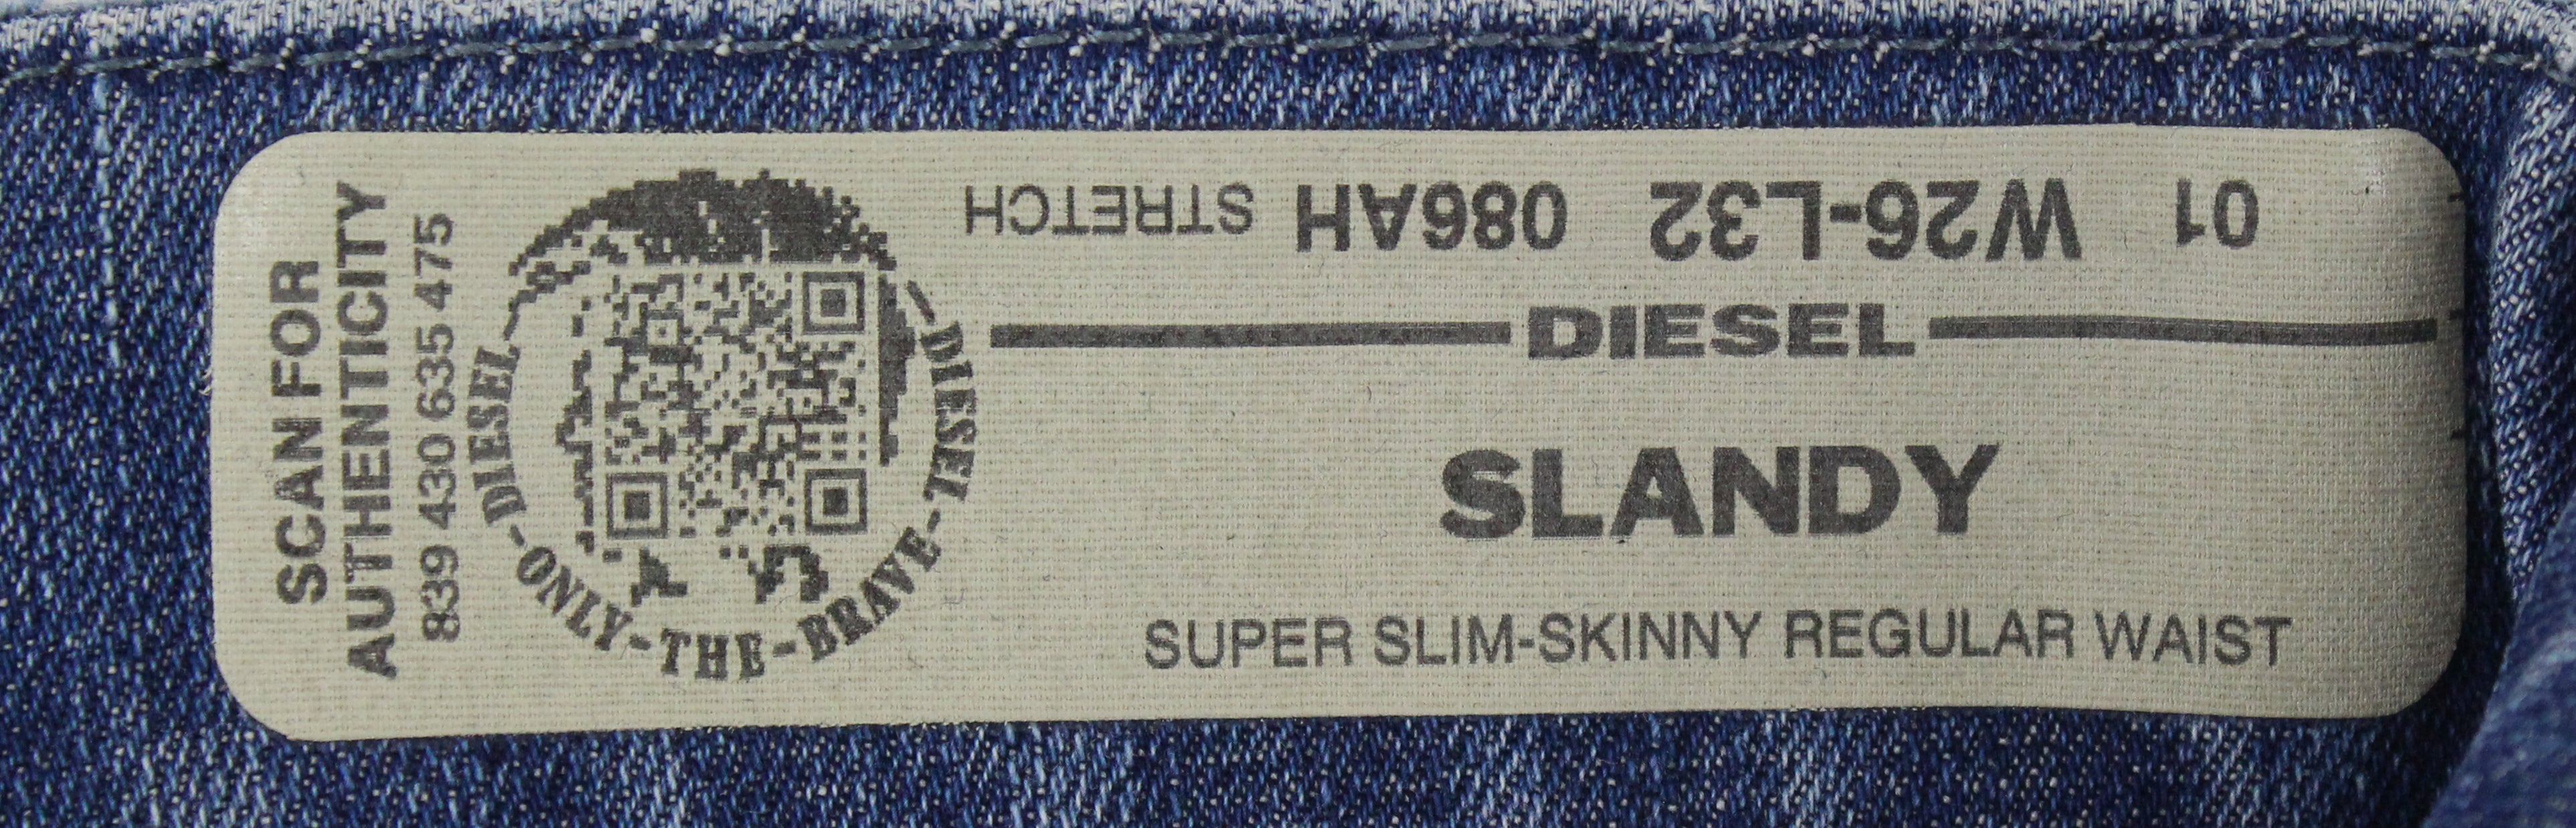 SCAN FOR
AUTHENTICITY
839 430 635 475
DIESEL-ONLY-THE-BRAVE-DIESEL
01 W26-L32 086AH STRETCH
DIESEL
SLANDY
SUPER SLIM-SKINNY REGULAR WAIST